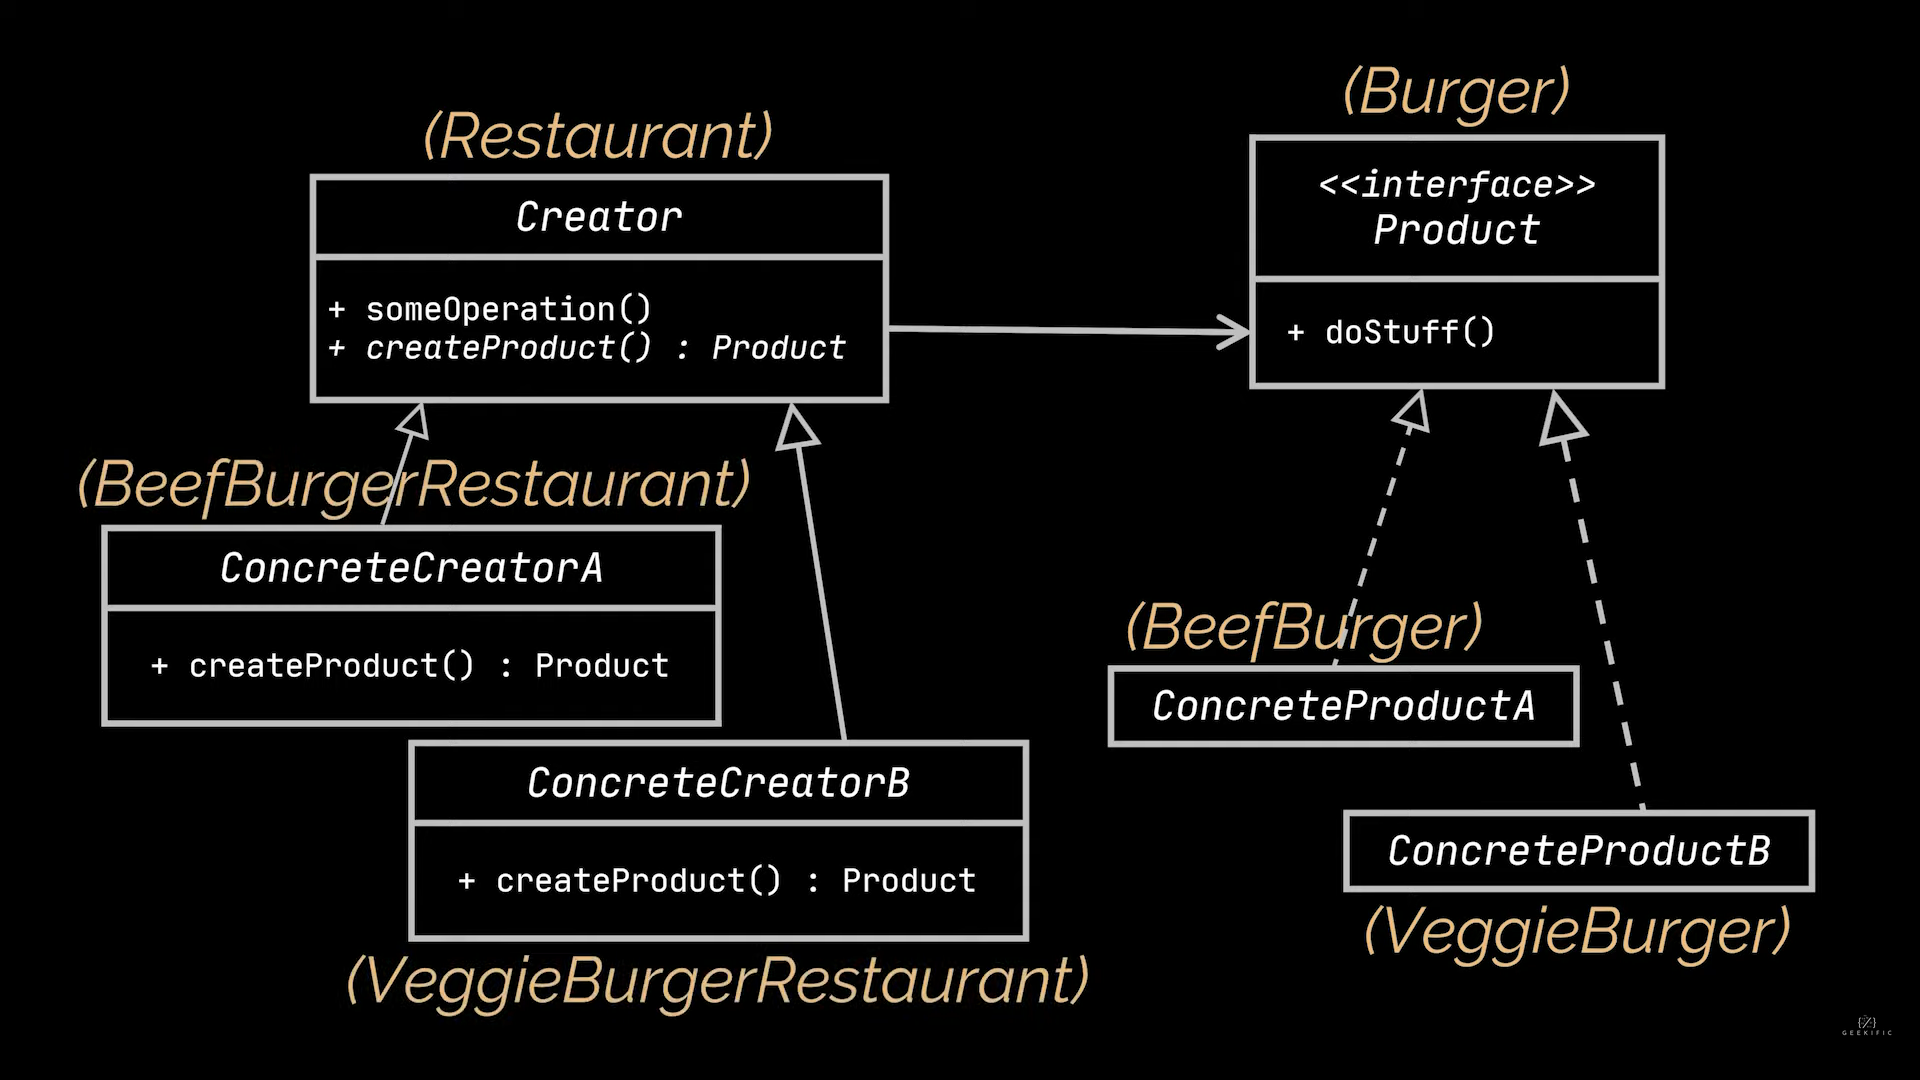 (Restaurant)
Creator
+ someOperation()
+ createProduct() : Product
(Burger)
<<interface>>
Product
+ doStuff()
(BeefBurgerRestaurant)
ConcreteCreatorA
+ createProduct() : Product
ConcreteCreatorB
+ createProduct() : Product
(VeggieBurgerRestaurant)
(BeefBurger)
ConcreteProductA
ConcreteProductB
(VeggieBurger)
GEEKIFIC